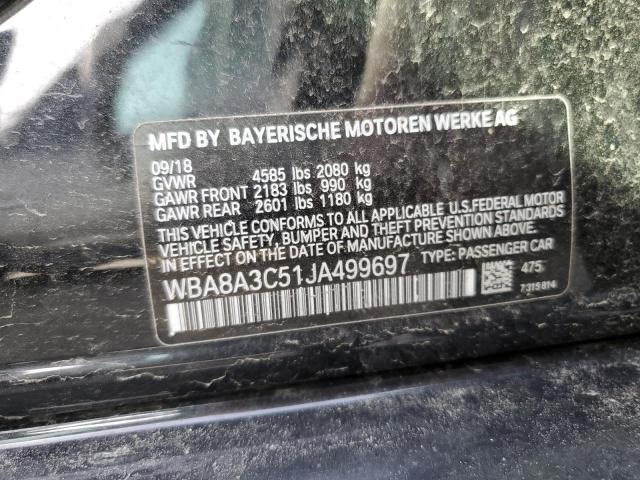 MFD BY BAYERISCHE MOTOREN WERKE AG
09/18
GVWR 4585 lbs 2080 kg
GAWR FRONT 2183 lbs 990 kg
GAWR REAR 2601 lbs 1180 kg
THIS VEHICLE CONFORMS TO ALL APPLICABLE U.S.FEDERAL MOTOR
VEHICLE SAFETY, BUMPER AND THEFT PREVENTION STANDARDS
IN EFFECT ON THE DATE OF MANUFACTURE SHOWN ABOVE.
WBA8A3C51JA499697 TYPE: PASSENGER CAR
475
7315814